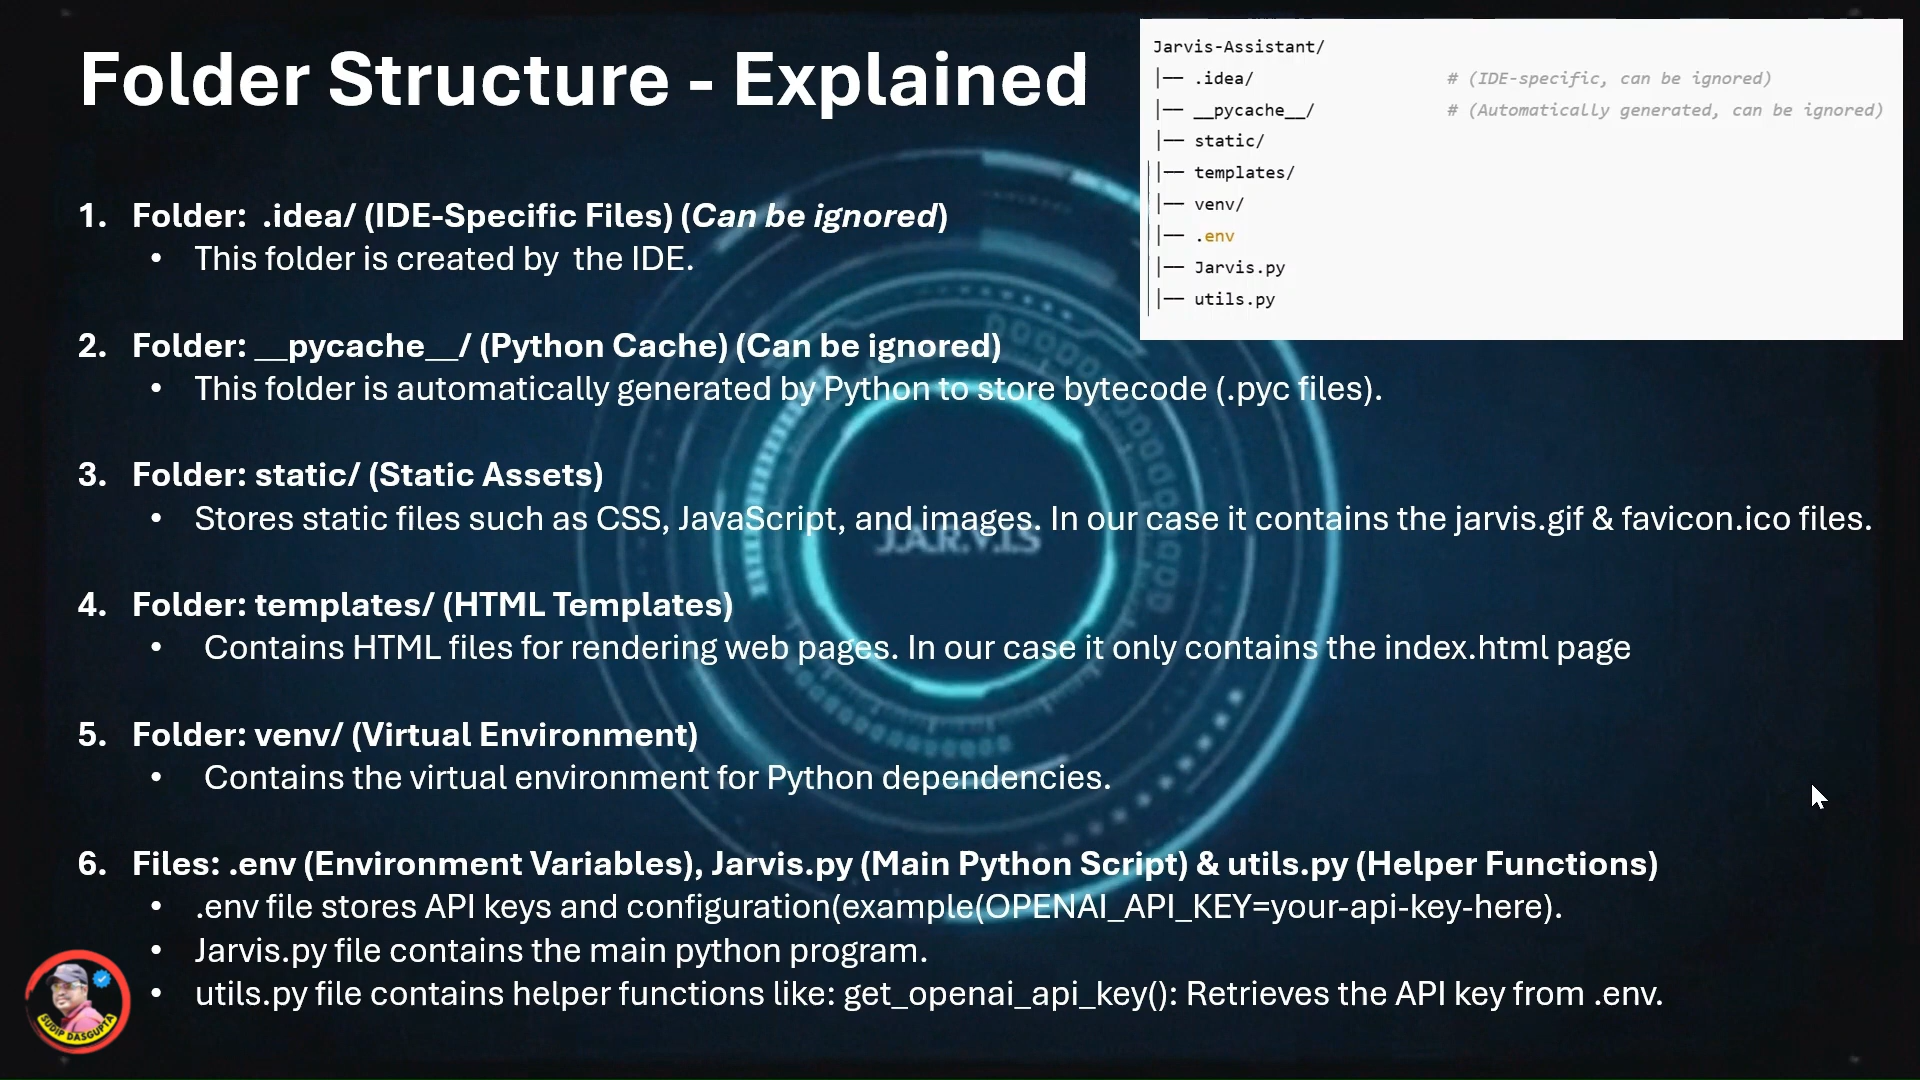 Folder Structure - Explained
Jarvis-Assistant/
├── .idea/ # (IDE-specific, can be ignored)
├── __pycache__/ # (Automatically generated, can be ignored)
├── static/
├── templates/
├── venv/
├── .env
├── Jarvis.py
├── utils.py
1. Folder: .idea/ (IDE-Specific Files) (Can be ignored)
• This folder is created by the IDE.
2. Folder: __pycache__/ (Python Cache) (Can be ignored)
• This folder is automatically generated by Python to store bytecode (.pyc files).
3. Folder: static/ (Static Assets)
• Stores static files such as CSS, JavaScript, and images. In our case it contains the jarvis.gif & favicon.ico files.
J.A.R.V.I.S
4. Folder: templates/ (HTML Templates)
• Contains HTML files for rendering web pages. In our case it only contains the index.html page
5. Folder: venv/ (Virtual Environment)
• Contains the virtual environment for Python dependencies.
6. Files: .env (Environment Variables), Jarvis.py (Main Python Script) & utils.py (Helper Functions)
• .env file stores API keys and configuration(example(OPENAI_API_KEY=your-api-key-here).
• Jarvis.py file contains the main python program.
• utils.py file contains helper functions like: get_openai_api_key(): Retrieves the API key from .env.
SUDIP DASGUPTA